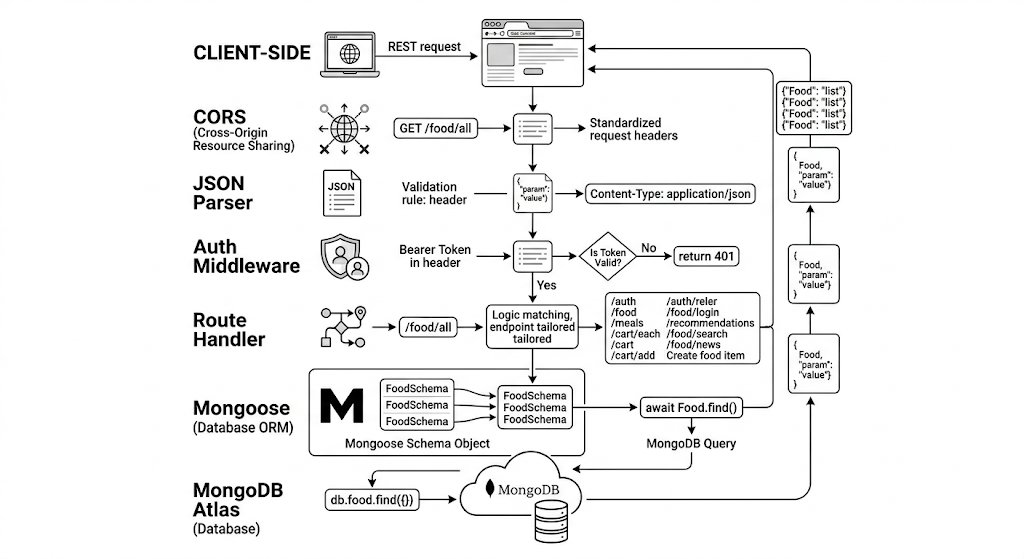 CLIENT-SIDE
REST request
CORS
(Cross-Origin
Resource Sharing)
GET /food/all
Standardized
request headers
JSON
Parser
JSON
Validation
rule: header
{
"param":
"value"}
}
Content-Type: application/json
Auth
Middleware
Bearer Token
in header
Is Token
Valid?
No
return 401
Yes
Route
Handler
/food/all
Logic matching,
endpoint tailored
tailored
/auth /auth/reler
/food /food/login
/meals /recommendations
/cart/each /food/search
/cart /food/news
/cart/add Create food item
Mongoose
(Database ORM)
M
FoodSchema
FoodSchema
FoodSchema
FoodSchema
FoodSchema
FoodSchema
Mongoose Schema Object
await Food.find()
MongoDB Query
MongoDB
Atlas
(Database)
db.food.find({})
MongoDB
{"Food": "list"}
{"Food": "list"}
{"Food": "list"}
{"Food": "list"}
{
Food,
"param":
"value"}
}
{
Food,
"param":
"value"}
}
{
Food,
"param":
"value"}
}